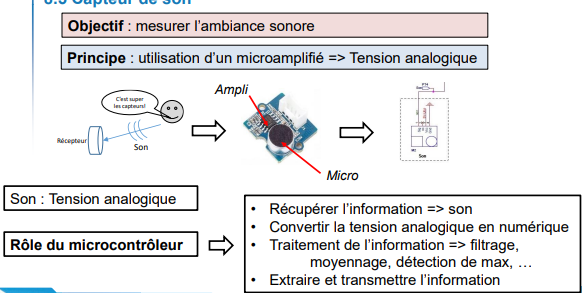 Capteur de son
Objectif : mesurer l'ambiance sonore
Principe : utilisation d'un microamplifié => Tension analogique
Ampli
C'est super
les capteurs!
Récepteur
Son
Micro
Son
Son : Tension analogique
Rôle du microcontrôleur
• Récupérer l'information => son
• Convertir la tension analogique en numérique
• Traitement de l'information => filtrage,
moyennage, détection de max, …
• Extraire et transmettre l'information